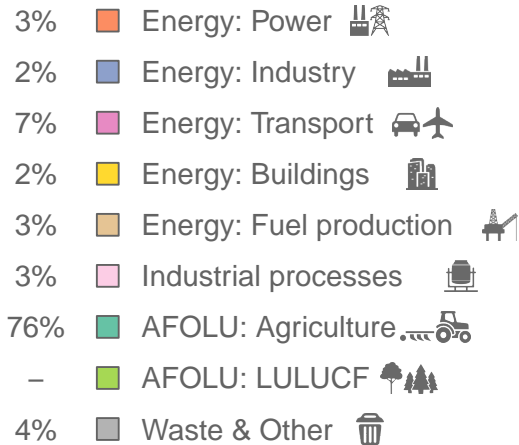 3% Energy: Power
2% Energy: Industry
7% Energy: Transport
2% Energy: Buildings
3% Energy: Fuel production
3% Industrial processes
76% AFOLU: Agriculture
– AFOLU: LULUCF
4% Waste & Other